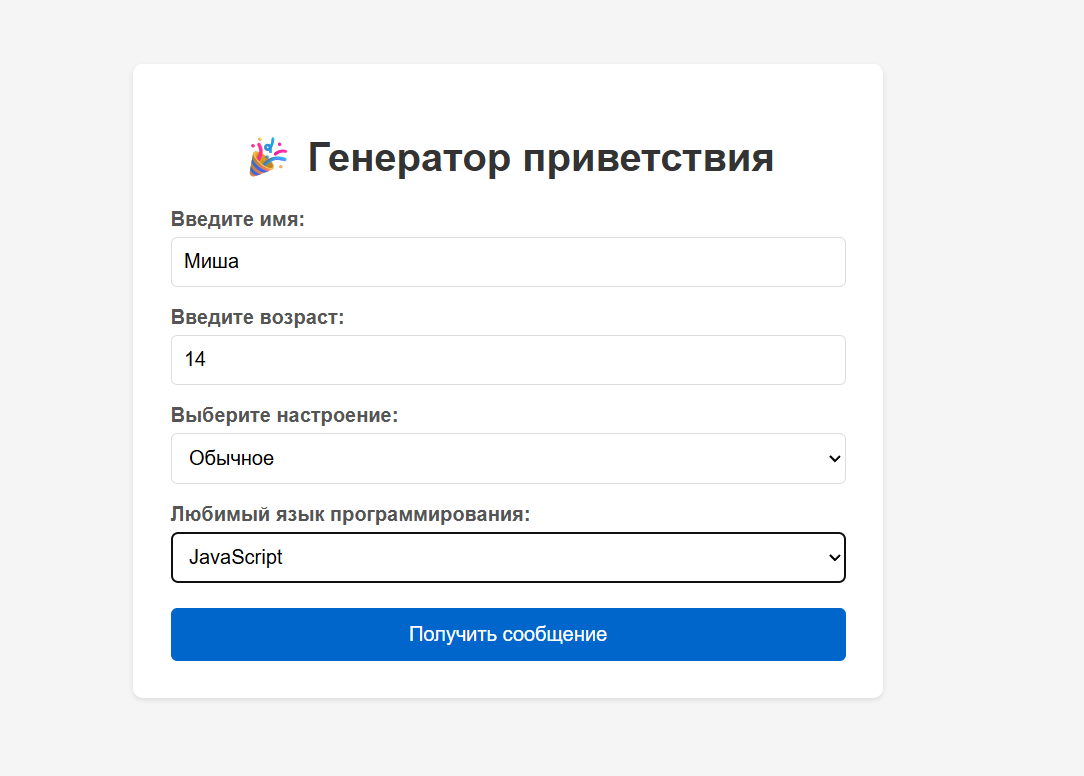 🎉 Генератор приветствия
Введите имя:
Миша
Введите возраст:
14
Выберите настроение:
Обычное
Любимый язык программирования:
JavaScript
Получить сообщение